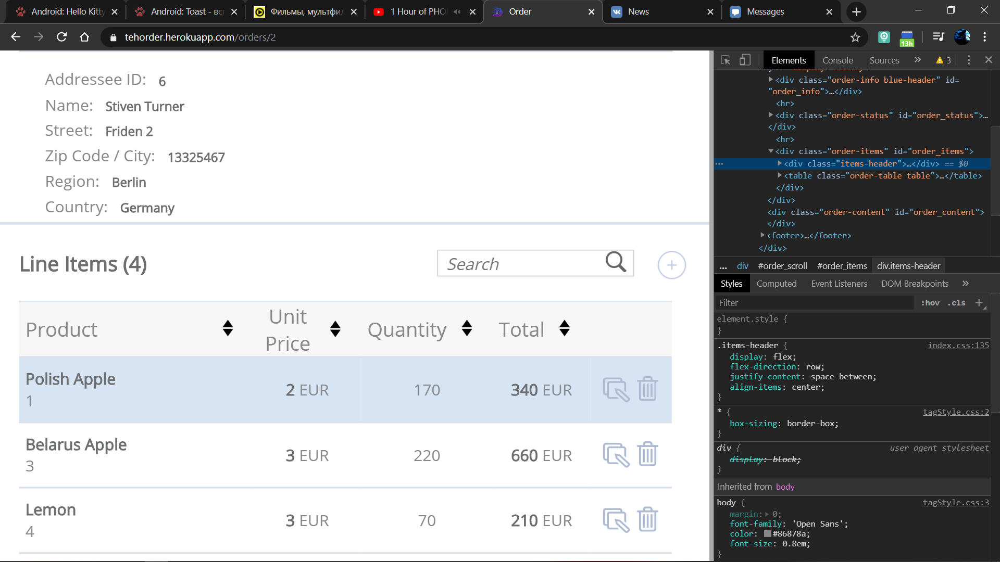 Android: Hello Kitty
Android: Toast - вс
Фильмы, мультфил
1 Hour of PHO
Order
News
Messages
tehorder.herokuapp.com/orders/2
13h
Addressee ID: 6
Name: Stiven Turner
Street: Friden 2
Zip Code / City: 13325467
Region: Berlin
Country: Germany
Line Items (4)
Search
Product
Unit Price
Quantity
Total
Polish Apple
1
2 EUR
170
340 EUR
Belarus Apple
3
3 EUR
220
660 EUR
Lemon
4
3 EUR
70
210 EUR
Elements
Console
Sources
3
<div class="order-info blue-header" id=
"order_info">…</div>
<hr>
<div class="order-status" id="order_status">…
</div>
<hr>
<div class="order-items" id="order_items">
<div class="items-header">…</div> == $0
<table class="order-table table">…</table>
</div>
</div>
<div class="order-content" id="order_content">
</div>
<footer>…</footer>
</div>
… div #order_scroll #order_items div.items-header
Styles
Computed
Event Listeners
DOM Breakpoints
Filter
:hov .cls
element.style {
}
.items-header { index.css:135
display: flex;
flex-direction: row;
justify-content: space-between;
align-items: center;
}
* { tagStyle.css:2
box-sizing: border-box;
}
div { user agent stylesheet
display: block;
}
Inherited from body
body { tagStyle.css:3
margin: 0;
font-family: 'Open Sans';
color: #86878a;
font-size: 0.8em;
}